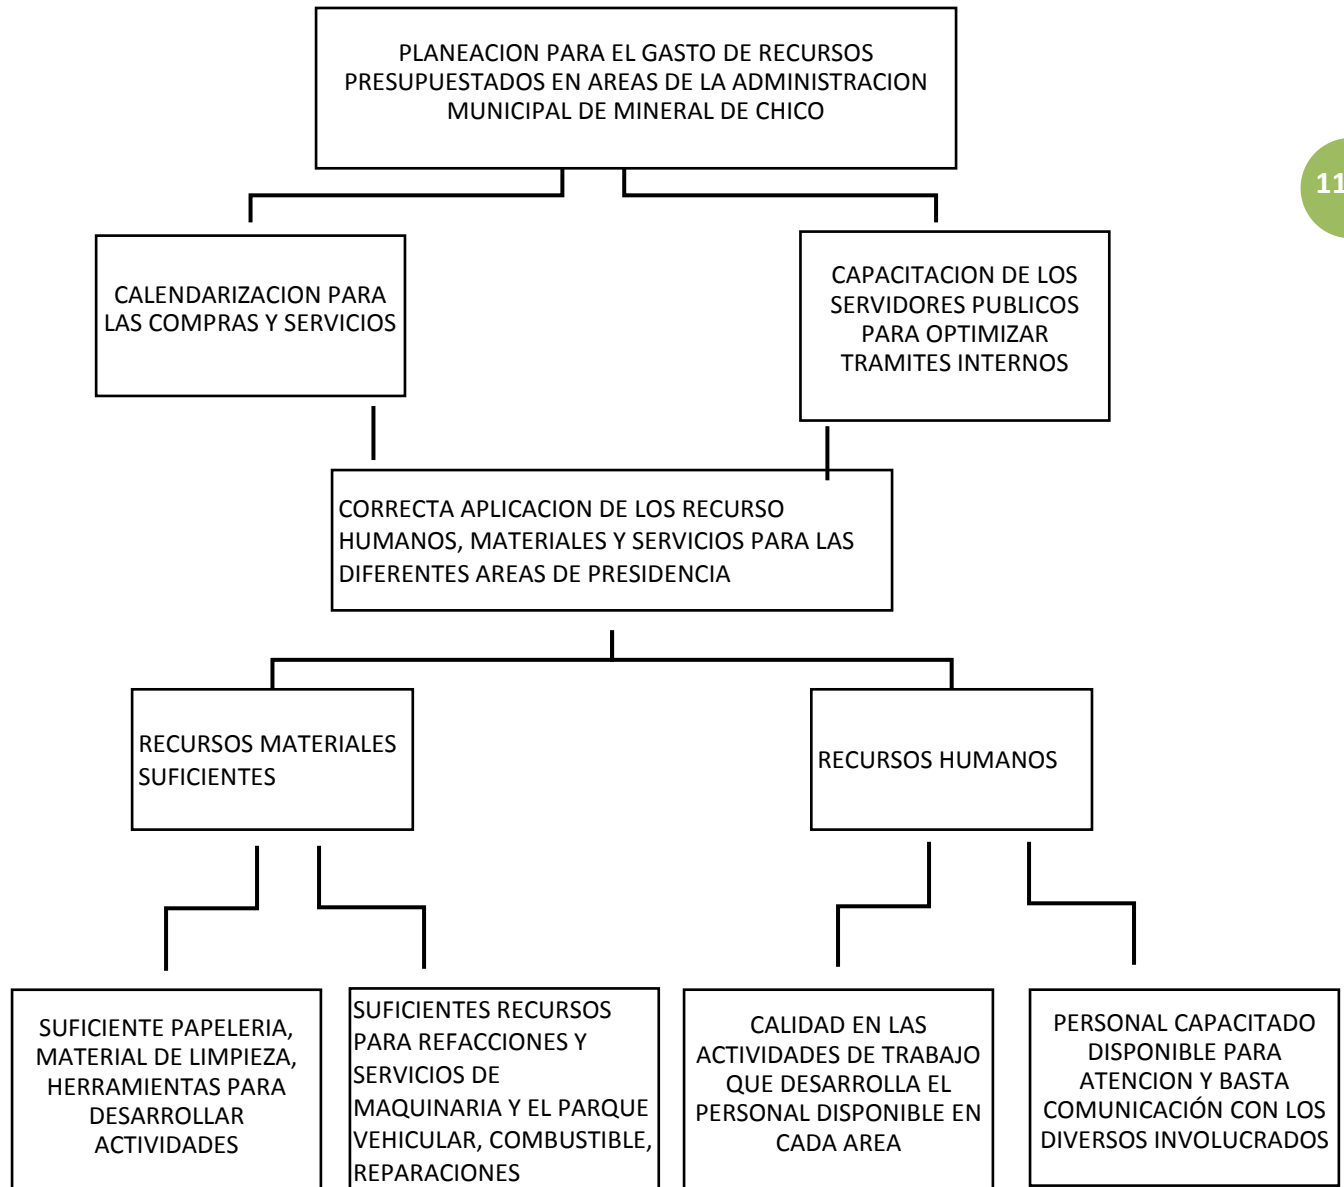 PLANEACION PARA EL GASTO DE RECURSOS
PRESUPUESTADOS EN AREAS DE LA ADMINISTRACION
MUNICIPAL DE MINERAL DE CHICO
11
CALENDARIZACION PARA
LAS COMPRAS Y SERVICIOS
CAPACITACION DE LOS
SERVIDORES PUBLICOS
PARA OPTIMIZAR
TRAMITES INTERNOS
CORRECTA APLICACION DE LOS RECURSO
HUMANOS, MATERIALES Y SERVICIOS PARA LAS
DIFERENTES AREAS DE PRESIDENCIA
RECURSOS MATERIALES
SUFICIENTES
RECURSOS HUMANOS
SUFICIENTE PAPELERIA,
MATERIAL DE LIMPIEZA,
HERRAMIENTAS PARA
DESARROLLAR
ACTIVIDADES
SUFICIENTES RECURSOS
PARA REFACCIONES Y
SERVICIOS DE
MAQUINARIA Y EL PARQUE
VEHICULAR, COMBUSTIBLE,
REPARACIONES
CALIDAD EN LAS
ACTIVIDADES DE TRABAJO
QUE DESARROLLA EL
PERSONAL DISPONIBLE EN
CADA AREA
PERSONAL CAPACITADO
DISPONIBLE PARA
ATENCION Y BASTA
COMUNICACIÓN CON LOS
DIVERSOS INVOLUCRADOS